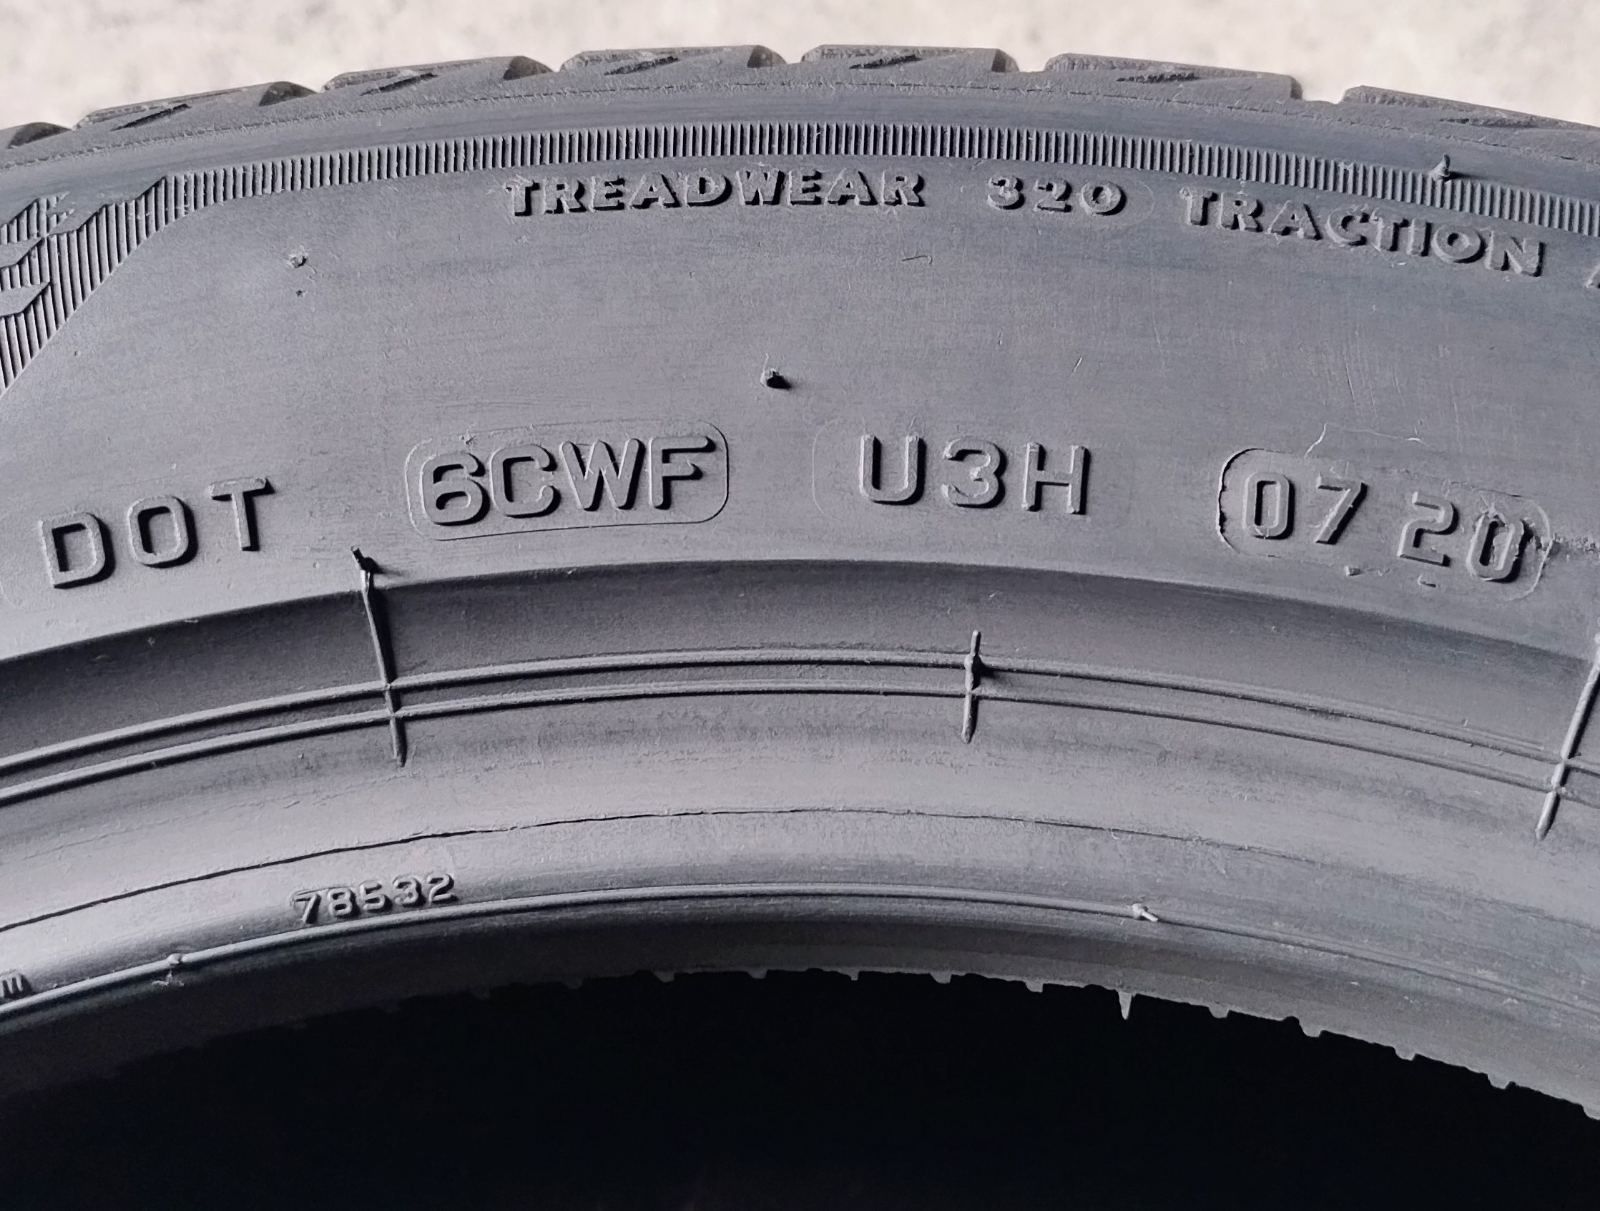 TREADWEAR 320 TRACTION
DOT 6CWF U3H 0720
78532